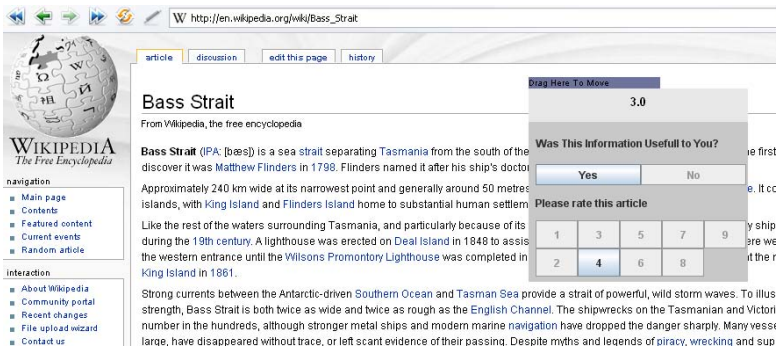 W http://en.wikipedia.org/wiki/Bass_Strait
article discussion edit this page history
Drag Here To Move
3.0
Was This Information Usefull to You?
Yes No
Please rate this article
1 3 5 7 9
2 4 6 8
WIKIPEDIA
The Free Encyclopedia
navigation
Main page
Contents
Featured content
Current events
Random article
interaction
About Wikipedia
Community portal
Recent changes
File upload wizard
Contact us
Bass Strait
From Wikipedia, the free encyclopedia
Bass Strait (IPA: [bæs]) is a sea strait separating Tasmania from the south of the e first
discover it was Matthew Flinders in 1798. Flinders named it after his ship's doctor
Approximately 240 km wide at its narrowest point and generally around 50 metres e. It co
islands, with King Island and Flinders Island home to substantial human settlem
Like the rest of the waters surrounding Tasmania, and particularly because of its y ship
during the 19th century. A lighthouse was erected on Deal Island in 1848 to assis ere we
the western entrance until the Wilsons Promontory Lighthouse was completed in at the
King Island in 1861.
Strong currents between the Antarctic-driven Southern Ocean and Tasman Sea provide a strait of powerful, wild storm waves. To illus
strength, Bass Strait is both twice as wide and twice as rough as the English Channel. The shipwrecks on the Tasmanian and Victori
number in the hundreds, although stronger metal ships and modern marine navigation have dropped the danger sharply. Many vesse
large, have disappeared without trace, or left scant evidence of their passing. Despite myths and legends of piracy, wrecking and sup